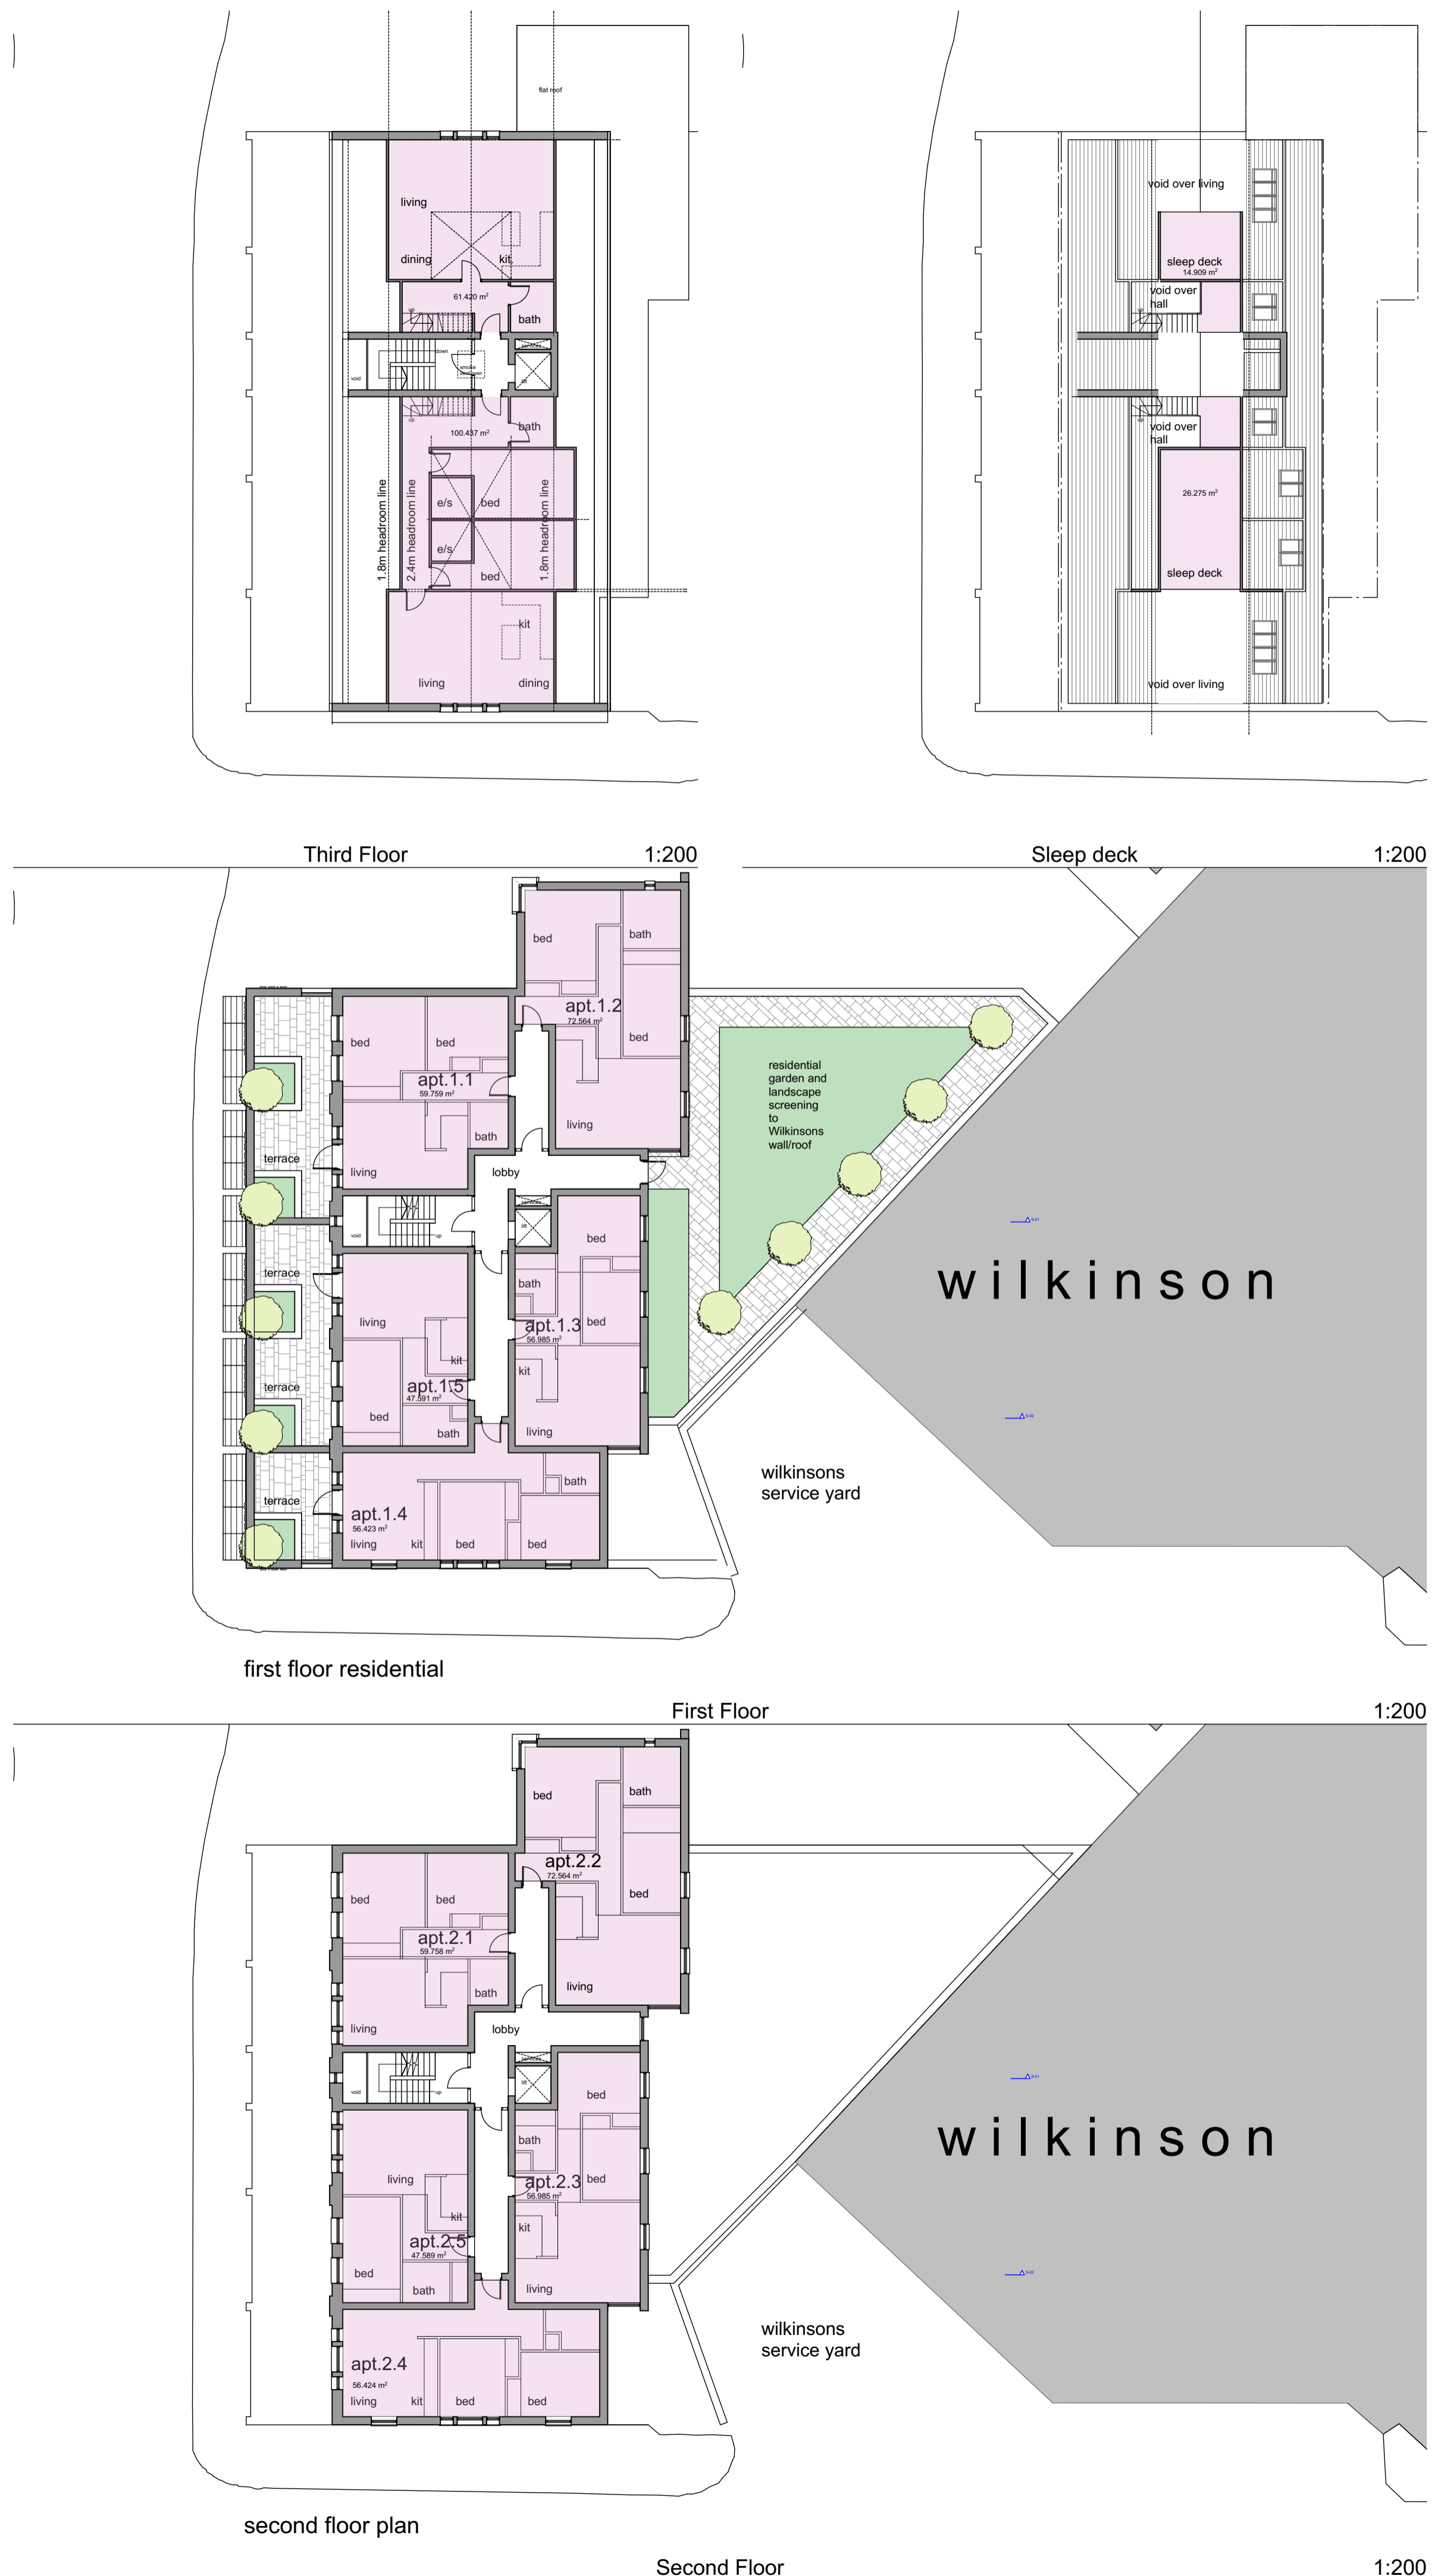 flat roof
living
dining
kit.
61.420 m²
bath
up
services
down
smoke
vent over
void
lift
up
100.437 m²
bath
1.8m headroom line
2.4m headroom line
1.8m headroom line
e/s
bed
e/s
bed
kit
living
dining
Third Floor
1:200
void over living
sleep deck
14.909 m²
void over
hall
up
void over
hall
up
26.275 m²
sleep deck
void over living
Sleep deck
1:200
bed
bath
apt.1.2
72.564 m²
bed
living
bed
bed
apt.1.1
59.759 m²
bath
living
terrace
lobby
residential
garden and
landscape
screening
to
Wilkinsons
wall/roof
services
lift
void
up
bed
terrace
living
bath
apt.1.3
56.985 m²
bed
kit
kit
apt.1.5
47.591 m²
terrace
bed
bath
living
terrace
apt.1.4
56.423 m²
living
kit
bed
bed
bath
wilkinson
wilkinsons
service yard
first floor residential
First Floor
1:200
bed
bath
apt.2.2
72.564 m²
bed
living
bed
bed
apt.2.1
59.758 m²
bath
living
lobby
services
lift
void
up
bed
living
bath
apt.2.3
56.985 m²
bed
kit
kit
apt.2.5
47.589 m²
bed
bath
living
apt.2.4
56.424 m²
living
kit
bed
bed
wilkinson
wilkinsons
service yard
second floor plan
Second Floor
1:200